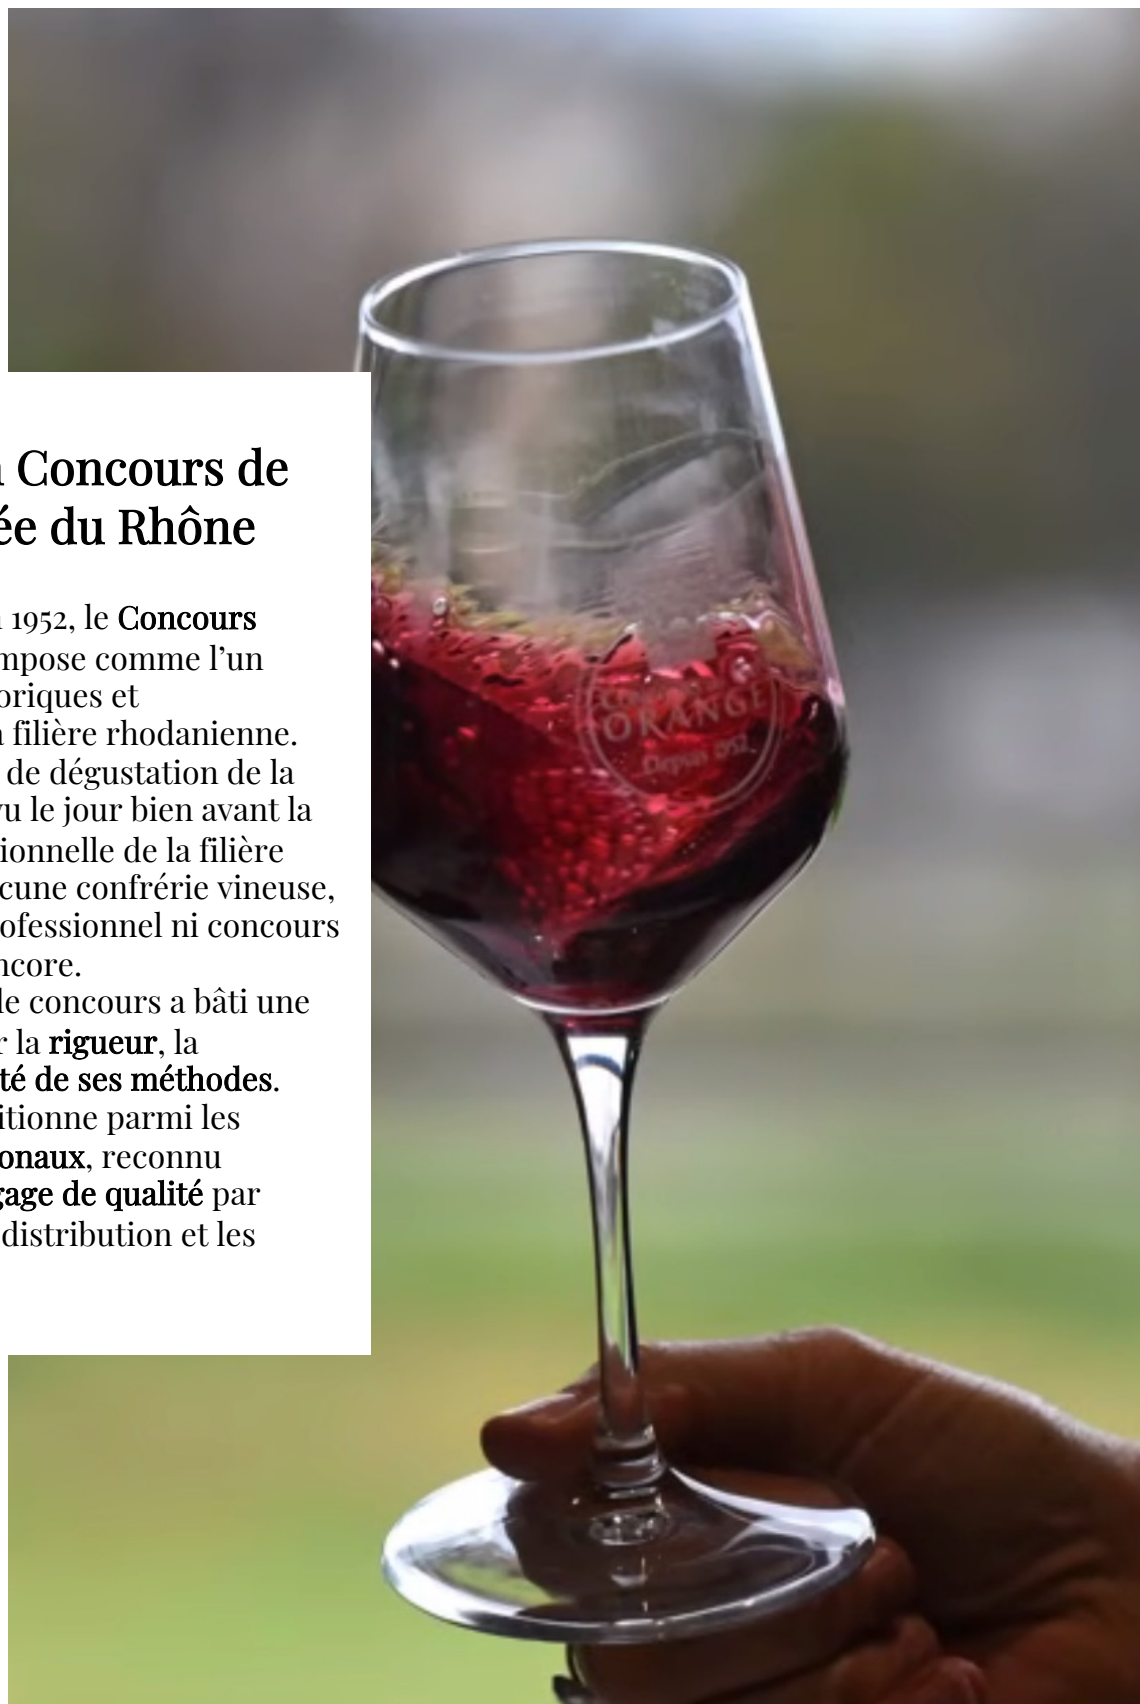 Concours de
ée du Rhône
1952, le Concours
mpose comme l’un
oriques et
filière rhodanienne.
de dégustation de la
vu le jour bien avant la
ionnelle de la filière
cune confrérie vineuse,
ofessionnel ni concours
ncore.
le concours a bâti une
r la rigueur, la
té de ses méthodes.
itionne parmi les
onaux, reconnu
gage de qualité par
distribution et les
ORANGE
Depuis 1952